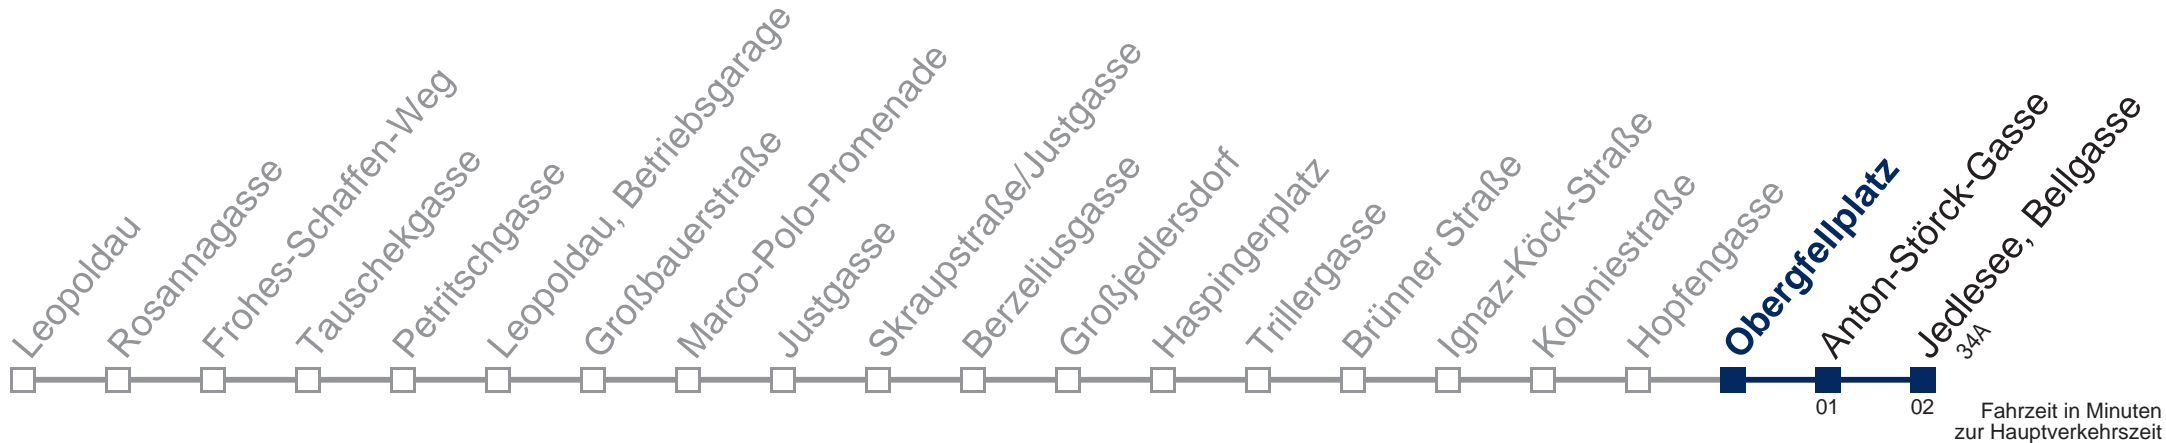 Leopoldau
Rosannagasse
Frohes-Schaffen-Weg
Tauschekgasse
Petritschgasse
Leopoldau, Betriebsgarage
Großbauerstraße
Marco-Polo-Promenade
Justgasse
Skraupstraße/Justgasse
Berzeliusgasse
Großjedlersdorf
Haspingerplatz
Trillergasse
Brünner Straße
Ignaz-Köck-Straße
Koloniestraße
Hopfengasse
Obergfellplatz
Anton-Störck-Gasse
Jedlesee, Bellgasse
34A
01
02
Fahrzeit in Minuten
zur Hauptverkehrszeit